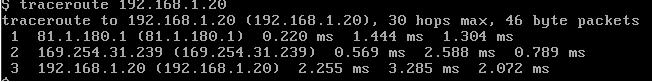 $ traceroute 192.168.1.20
traceroute to 192.168.1.20 (192.168.1.20), 30 hops max, 46 byte packets
1 81.1.180.1 (81.1.180.1) 0.220 ms 1.444 ms 1.304 ms
2 169.254.31.239 (169.254.31.239) 0.569 ms 2.588 ms 0.789 ms
3 192.168.1.20 (192.168.1.20) 2.255 ms 3.285 ms 2.072 ms